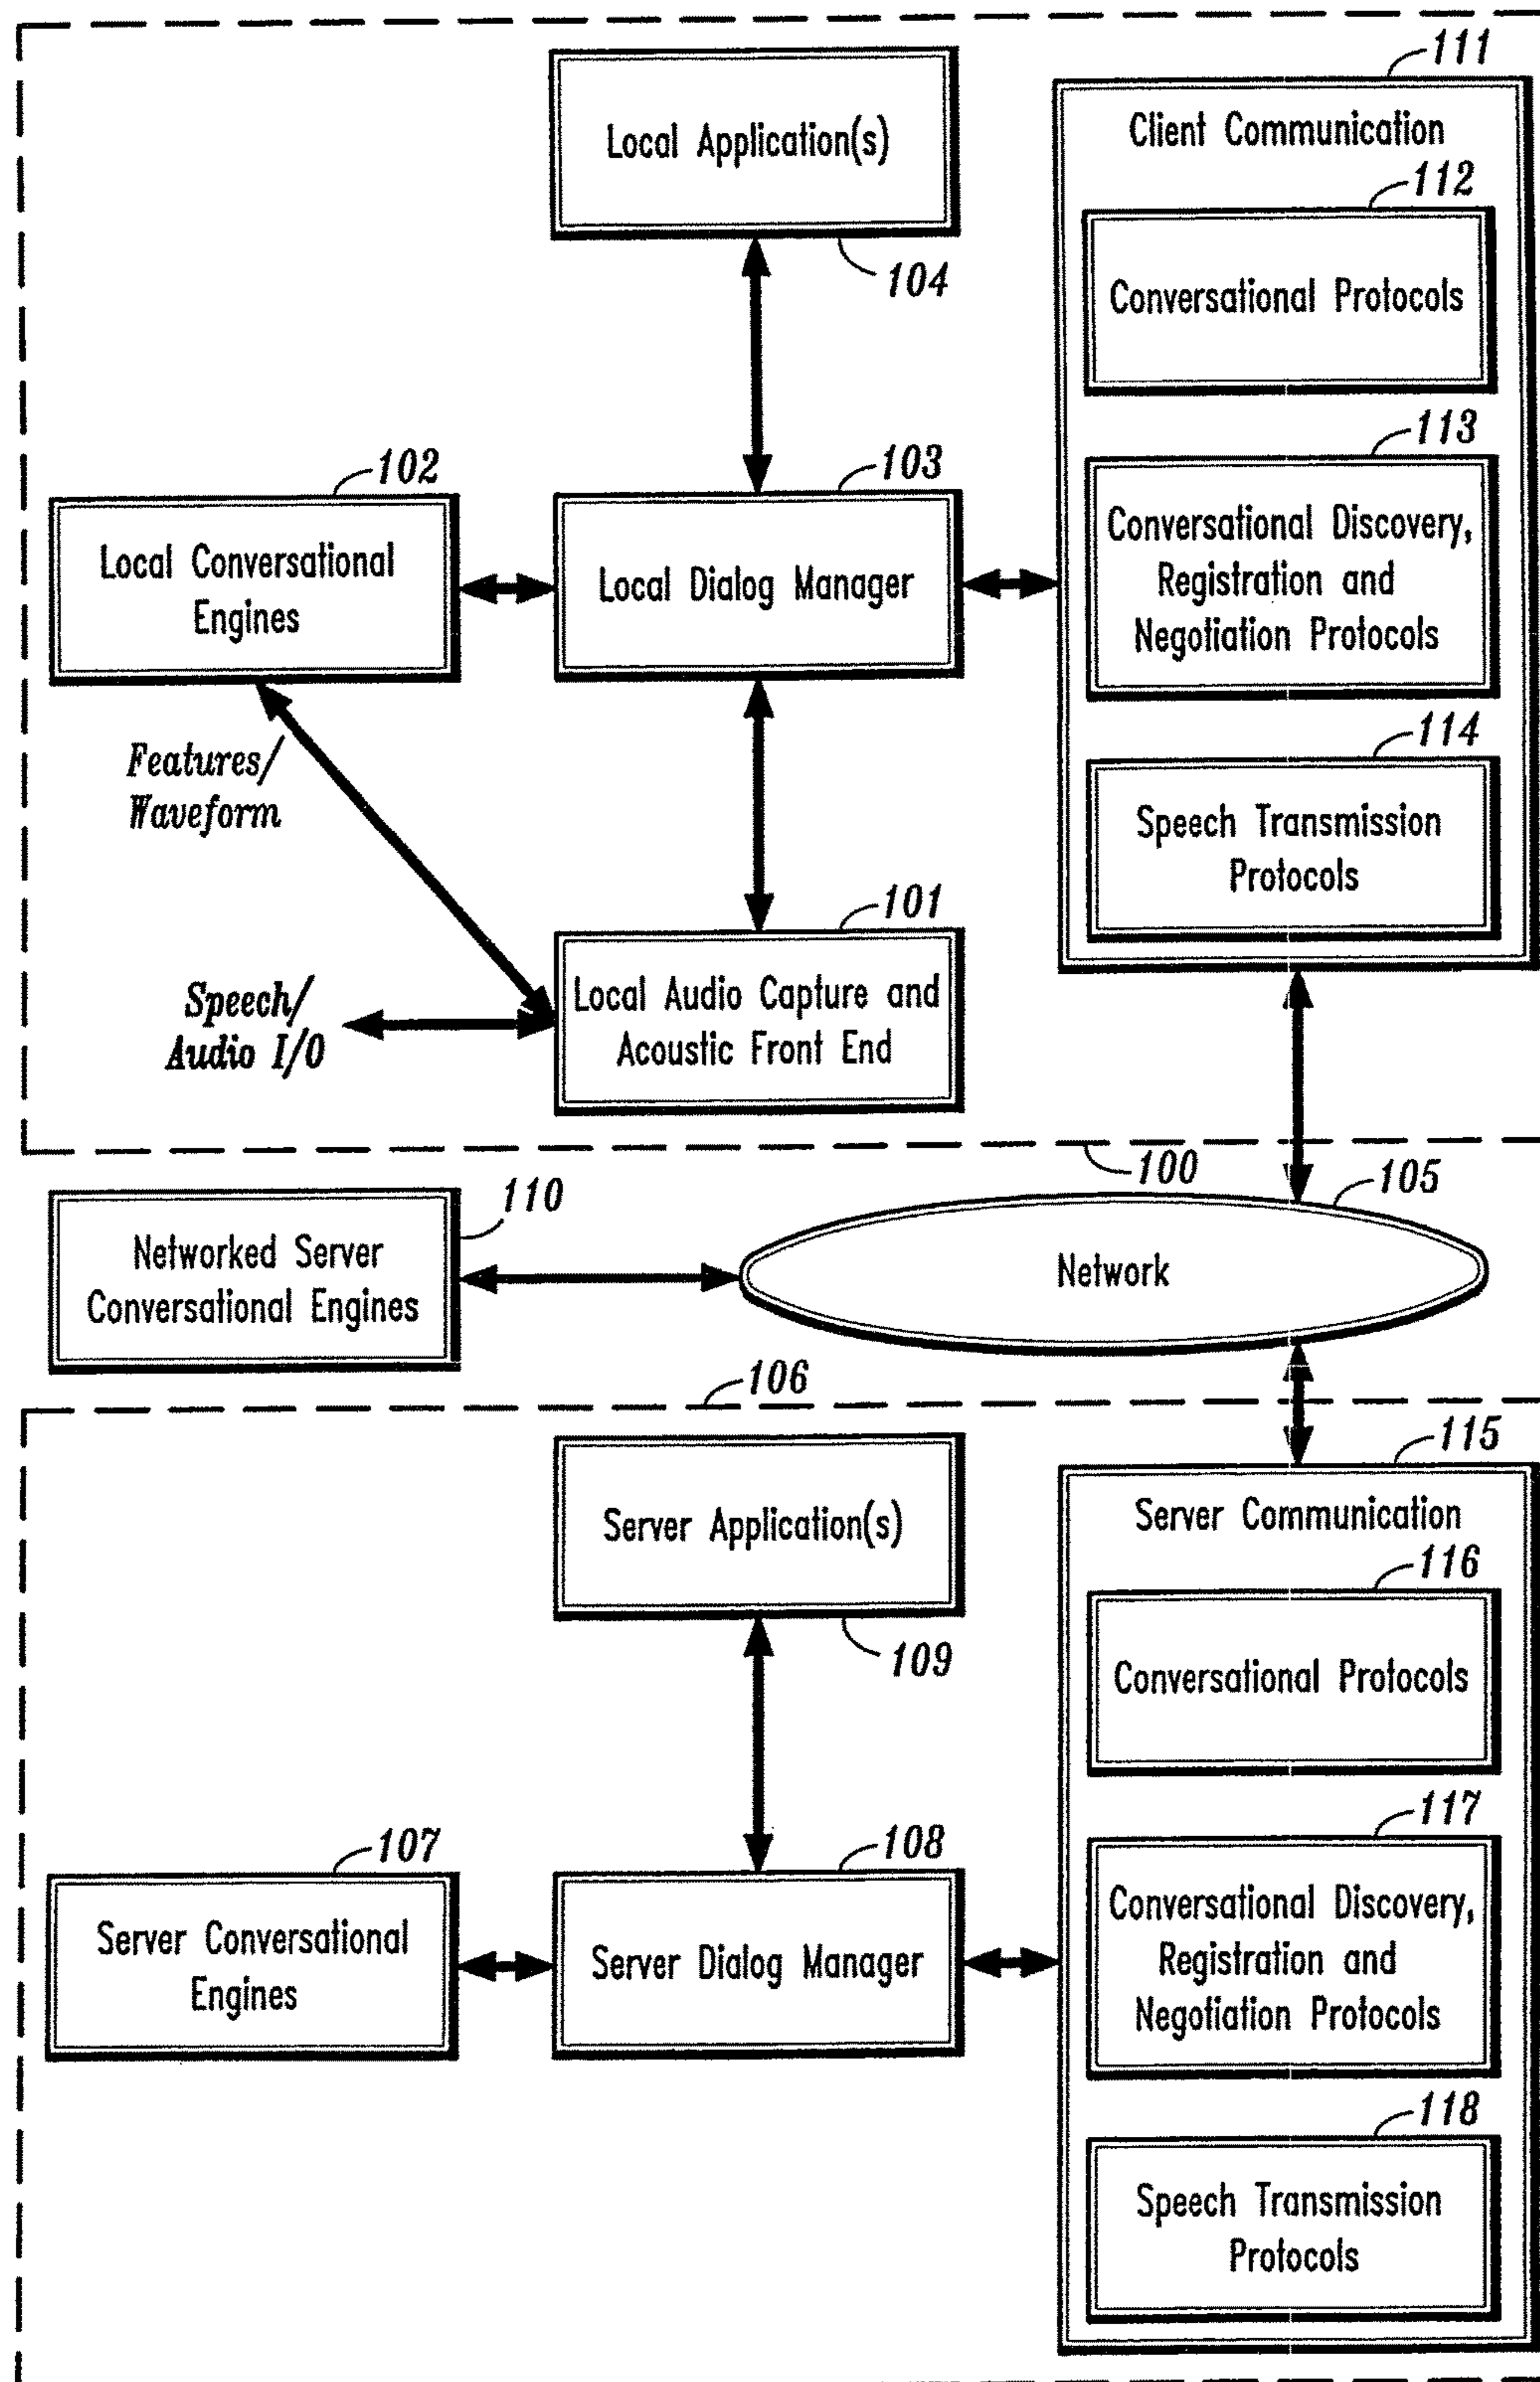 111
Client Communication
Local Application(s)
112
104
Conversational Protocols
113
102
103
Conversational Discovery,
Registration and
Negotiation Protocols
Local Conversational
Engines
Local Dialog Manager
114
Features/
Waveform
Speech Transmission
Protocols
101
Speech/
Audio I/O
Local Audio Capture and
Acoustic Front End
100
105
110
Networked Server
Conversational Engines
Network
106
115
Server Communication
Server Application(s)
116
109
Conversational Protocols
117
107
108
Conversational Discovery,
Registration and
Negotiation Protocols
Server Conversational
Engines
Server Dialog Manager
118
Speech Transmission
Protocols